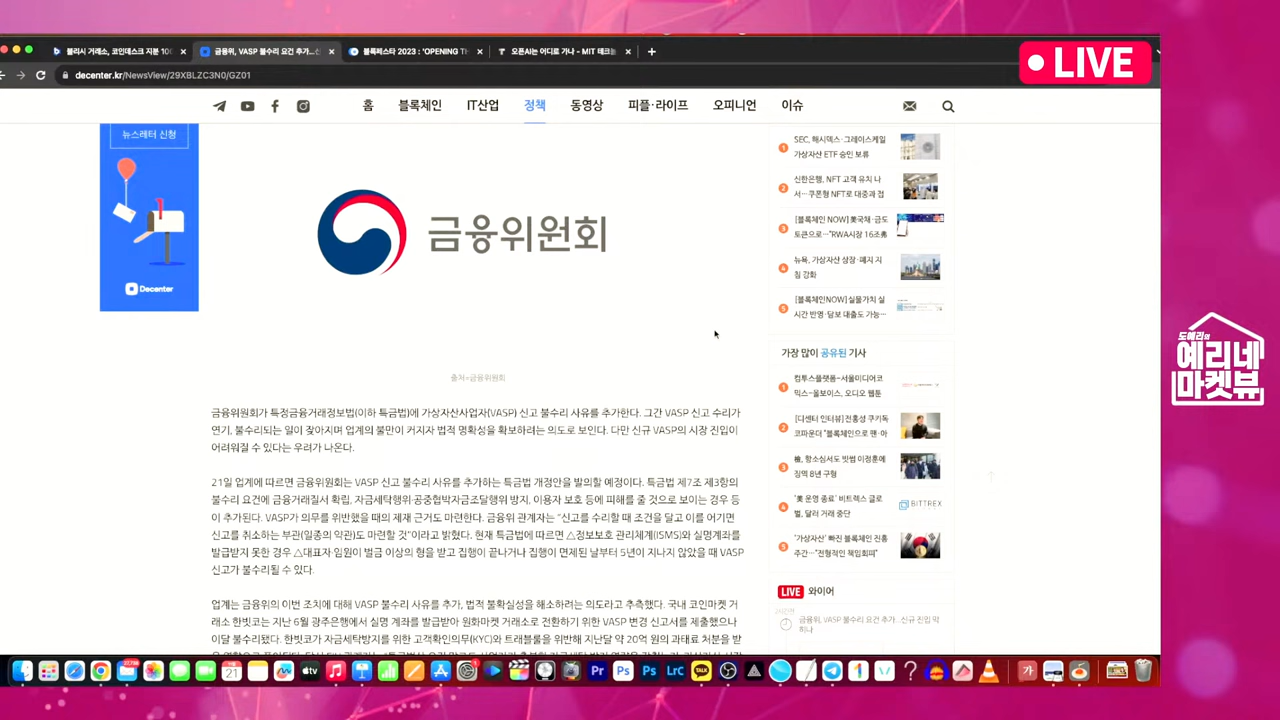 블리시 거래소, 코인데스크 지분 100
금융위, VASP 불수리 요건 추가...신
블록페스타 2023 : 'OPENING TH
오픈AI는 어디로 가나 - MIT 테크
LIVE
decenter.kr/NewsView/29XBLZC3N0/GZ01
홈 블록체인 IT산업 정책 동영상 피플·라이프 오피니언 이슈
뉴스레터 신청
Decenter
금융위원회
출처=금융위원회
금융위원회가 특정금융거래정보법(이하 특금법)에 가상자산사업자(VASP) 신고 불수리 사유를 추가한다. 그간 VASP 신고 수리가
연기, 불수리되는 일이 잦아지며 업계의 불만이 커지자 법적 명확성을 확보하려는 의도로 보인다. 다만 신규 VASP의 시장 진입이
어려워질 수 있다는 우려가 나온다.
21일 업계에 따르면 금융위원회는 VASP 신고 불수리 사유를 추가하는 특금법 개정안을 발의할 예정이다. 특금법 제7조 제3항의
불수리 요건에 금융거래질서 확립, 자금세탁행위·공중협박자금조달행위 방지, 이용자 보호 등에 피해를 줄 것으로 보이는 경우 등
이 추가된다. VASP가 의무를 위반했을 때의 제재 근거도 마련한다. 금융위 관계자는 “신고를 수리할 때 조건을 달고 이를 어기면
신고를 취소하는 부관(일종의 약관)도 마련할 것”이라고 밝혔다. 현재 특금법에 따르면 △정보보호 관리체계(ISMS)와 실명계좌를
발급받지 못한 경우 △대표자·임원이 벌금 이상의 형을 받고 집행이 끝나거나 집행이 면제된 날부터 5년이 지나지 않았을 때 VASP
신고가 불수리될 수 있다.
업계는 금융위의 이번 조치에 대해 VASP 불수리 사유를 추가, 법적 불확실성을 해소하려는 의도라고 추측했다. 국내 코인마켓 거
래소 한빗코는 지난 6월 광주은행에서 실명 계좌를 발급받아 원화마켓 거래소로 전환하기 위한 VASP 변경 신고서를 제출했으나
이달 불수리됐다. 한빗코가 자금세탁방지를 위한 고객확인의무(KYC)와 트래블룰을 위반해 지난달 약 20억 원의 과태료 처분을 받
1 SEC, 해시덱스·그레이스케일
가상자산 ETF 승인 보류
2 신한은행, NFT 고객 유치 나
서…쿠폰형 NFT로 대중과 접
3 [블록체인 NOW] 美국채·금도
토큰으로…"RWA시장 16조弗
4 뉴욕, 가상자산 상장·폐지 지
침 강화
5 [블록체인NOW] 실물가치 실
시간 반영·담보 대출도 가능…
가장 많이 공유된 기사
1 컴투스플랫폼-서울미디어코
믹스-올보이스, 오디오 웹툰
2 [디센터 인터뷰] 전홍성 쿠키독
코파운더 "블록체인으로 팬·아
3 檢, 항소심서도 빗썸 이정훈에
징역 8년 구형
4 '美 운영 종료' 비트렉스 글로
벌, 달러 거래 중단
BITTREX
5 '가상자산' 빠진 블록체인 진흥
주간…"전형적인 책임회피"
LIVE 와이어
금융위, VASP 불수리 요건 추가...신규 진입 막
히나
도예리의
예리네
마켓뷰